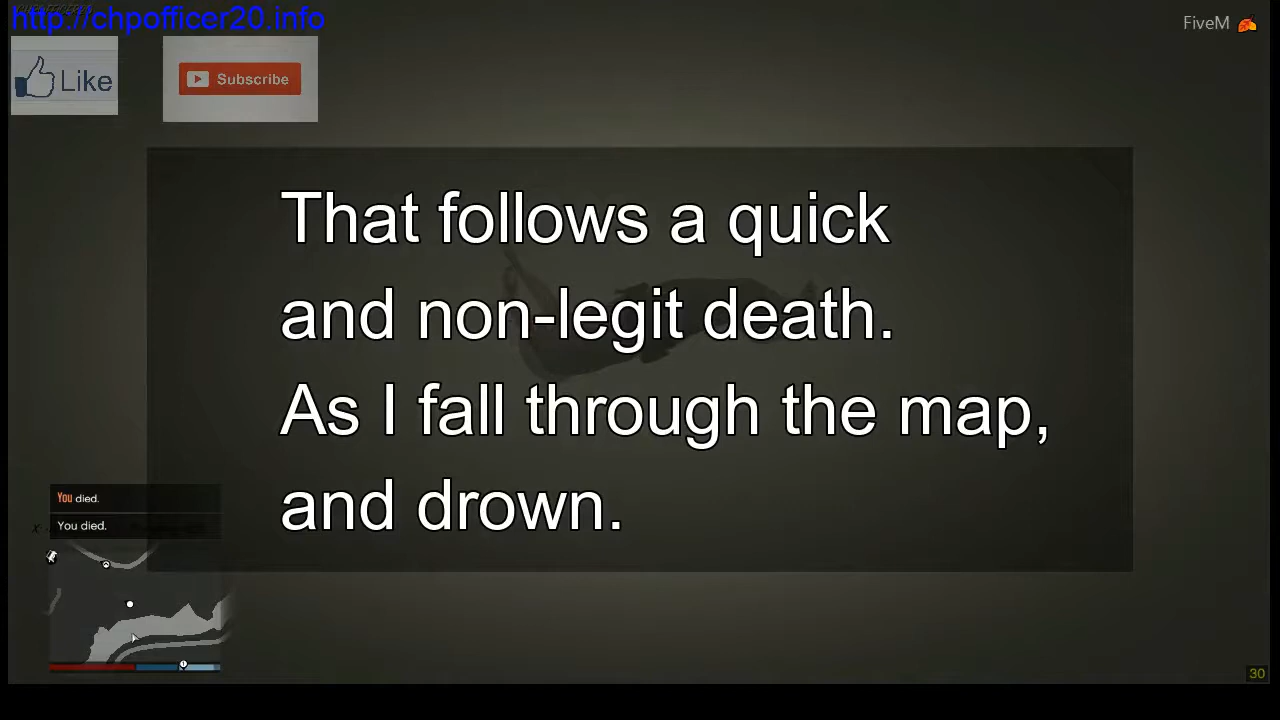 http://chpofficer20.info
FiveM
Like
Subscribe
That follows a quick
and non-legit death.
As I fall through the map,
and drown.
You died.
You died.
30